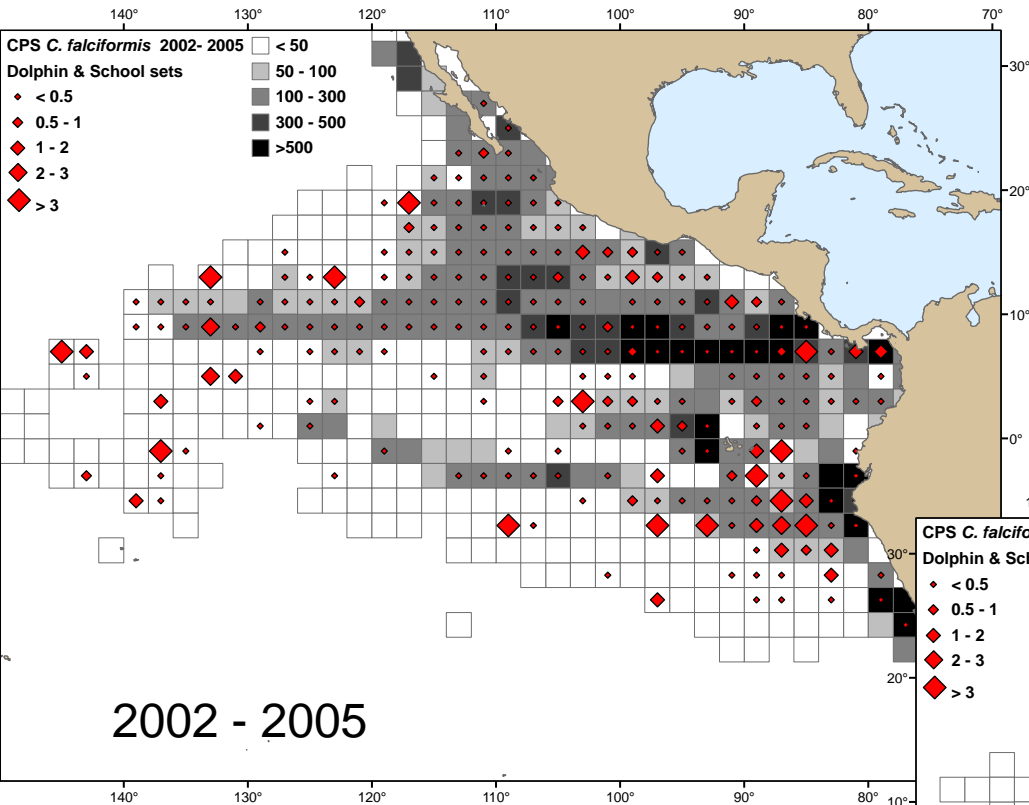 140° 130° 120° 110° 100° 90° 80° 70°
CPS C. falciformis 2002- 2005
Dolphin & School sets
< 0.5
0.5 - 1
1 - 2
2 - 3
> 3
< 50
50 - 100
100 - 300
300 - 500
>500
30°
20°
10°
0°
CPS C. falcifo
Dolphin & Scl
< 0.5
0.5 - 1
1 - 2
2 - 3
> 3
30°
20°
10°
2002 - 2005
140° 130° 120° 110° 100° 90° 80°